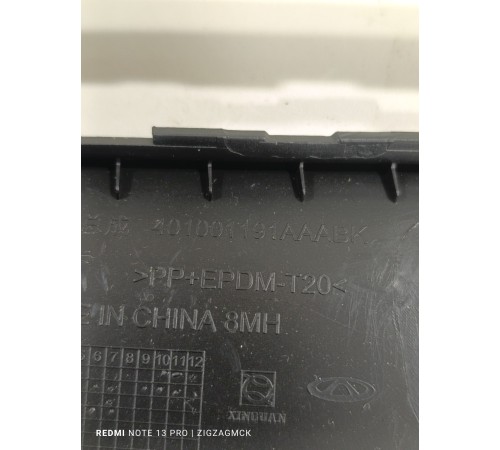 401001191AAABK
>PP+EPDM-T20<
IN CHINA 8MH
6 7 8 9 10 11 12
XINQUAN
REDMI NOTE 13 PRO | ZIGZAGMCK